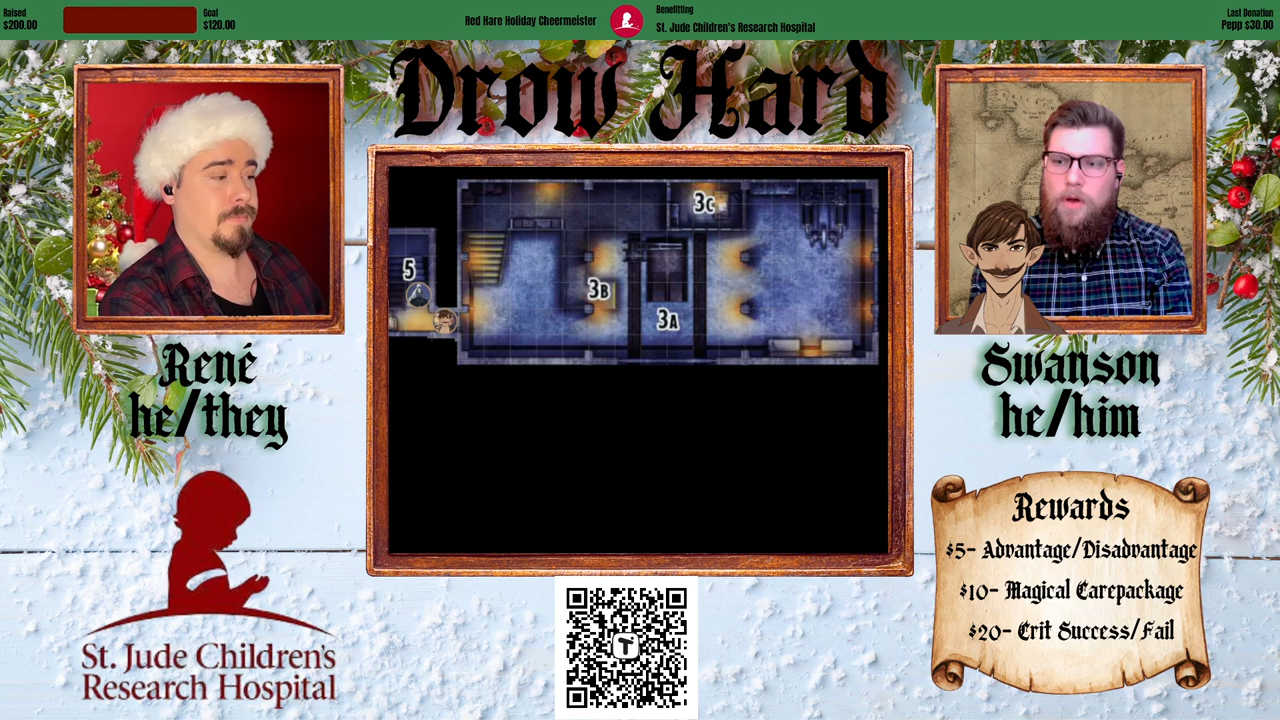 Raised
$200.00
Goal
$120.00
Red Hare Holiday Cheermeister
Benefitting
St. Jude Children's Research Hospital
Last Donation
Pepp $30.00
Drow Hard
3C
5
3B
3A
René
he/they
Swanson
he/him
St. Jude Children's
Research Hospital
T
Rewards
$5- Advantage/Disadvantage
$10- Magical Carepackage
$20- Crit Success/Fail